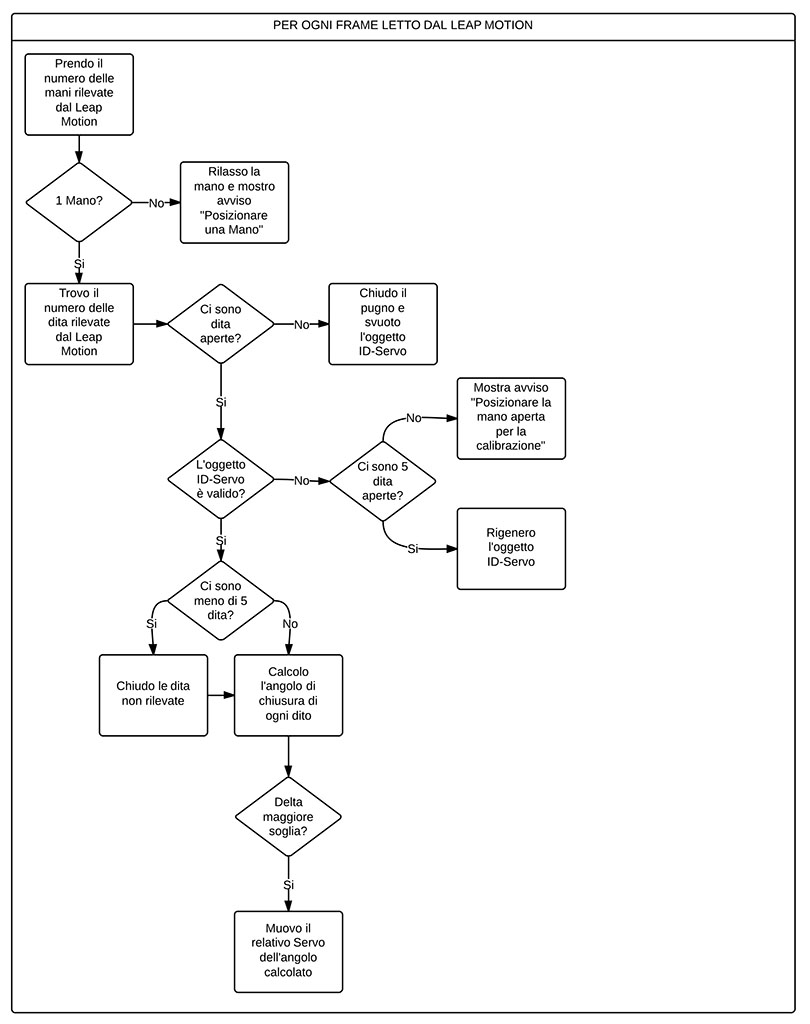 PER OGNI FRAME LETTO DAL LEAP MOTION
Prendo il
numero delle
mani rilevate
dal Leap
Motion
1 Mano?
No
Rilasso la
mano e mostro
avviso
"Posizionare
una Mano"
Si
Trovo il
numero delle
dita rilevate
dal Leap
Motion
Ci sono
dita
aperte?
No
Chiudo il
pugno e
svuoto
l'oggetto
ID-Servo
Si
L'oggetto
ID-Servo
è valido?
No
Ci sono 5
dita
aperte?
No
Mostra avviso
"Posizionare la
mano aperta
per la
calibrazione"
Si
Rigenero
l'oggetto
ID-Servo
Si
Ci sono
meno di 5
dita?
Si
No
Chiudo le dita
non rilevate
Calcolo
l'angolo di
chiusura di
ogni dito
Delta
maggiore
soglia?
Si
Muovo il
relativo Servo
dell'angolo
calcolato